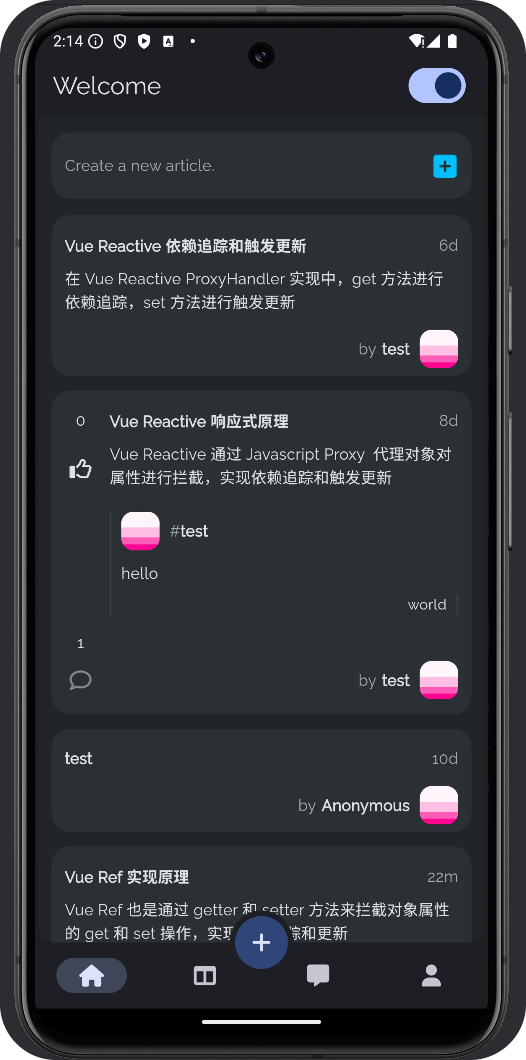 2:14
Welcome
Create a new article.
Vue Reactive 依赖追踪和触发更新
6d
在 Vue Reactive ProxyHandler 实现中，get 方法进行
依赖追踪，set 方法进行触发更新
by test
0
Vue Reactive 响应式原理
8d
Vue Reactive 通过 Javascript Proxy 代理对象对
属性进行拦截，实现依赖追踪和触发更新
#test
hello
world
1
by test
test
10d
by Anonymous
Vue Ref 实现原理
22m
Vue Ref 也是通过 getter 和 setter 方法来拦截对象属性
的 get 和 set 操作，实现 踪和更新